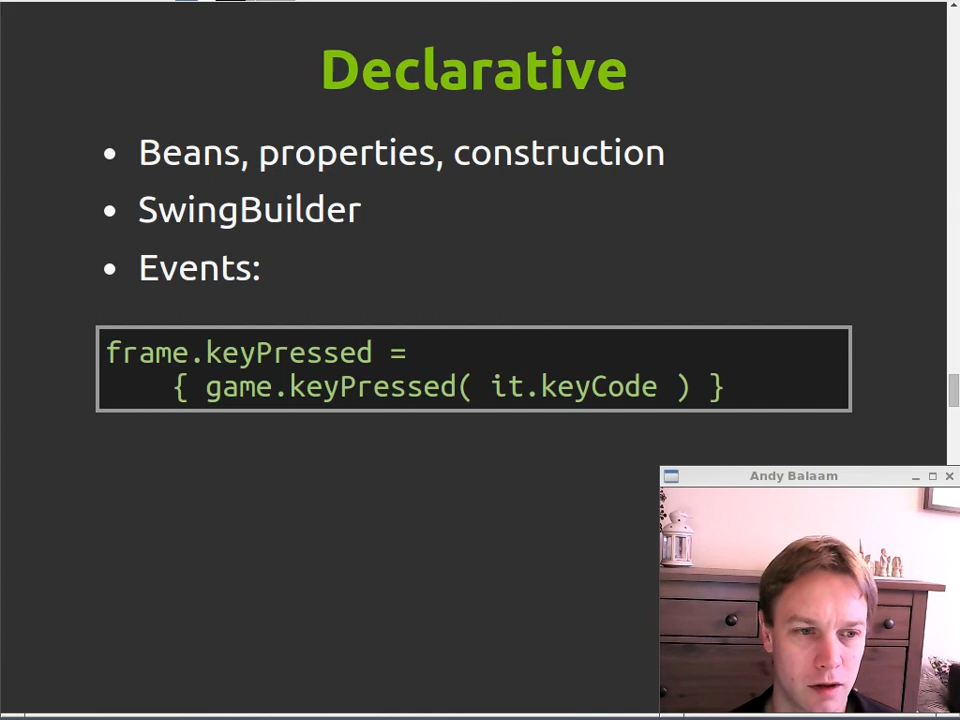 Declarative
• Beans, properties, construction
• SwingBuilder
• Events:
frame.keyPressed =
    { game.keyPressed( it.keyCode ) }
Andy Balaam